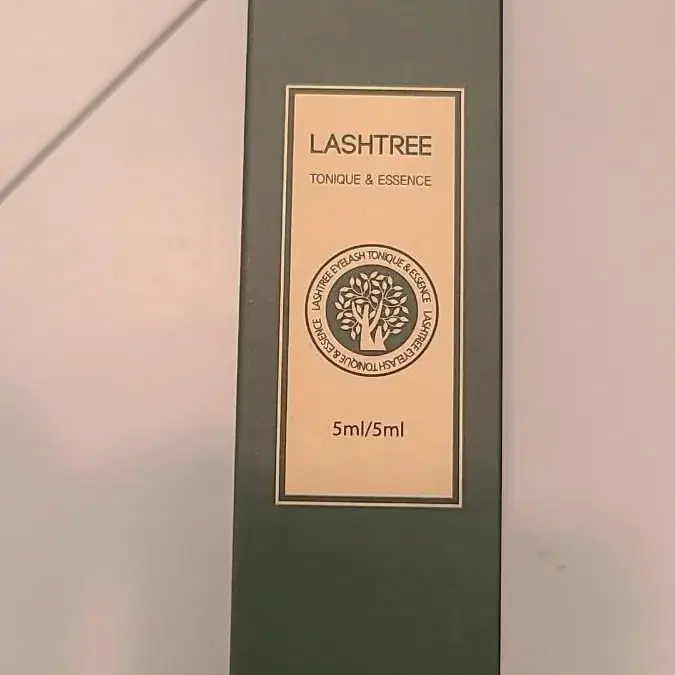 LASHTREE
TONIQUE & ESSENCE
LASHTREE EYELASH TONIQUE & ESSENCE
LASHTREE EYELASH TONIQUE & ESSENCE
5ml/5ml